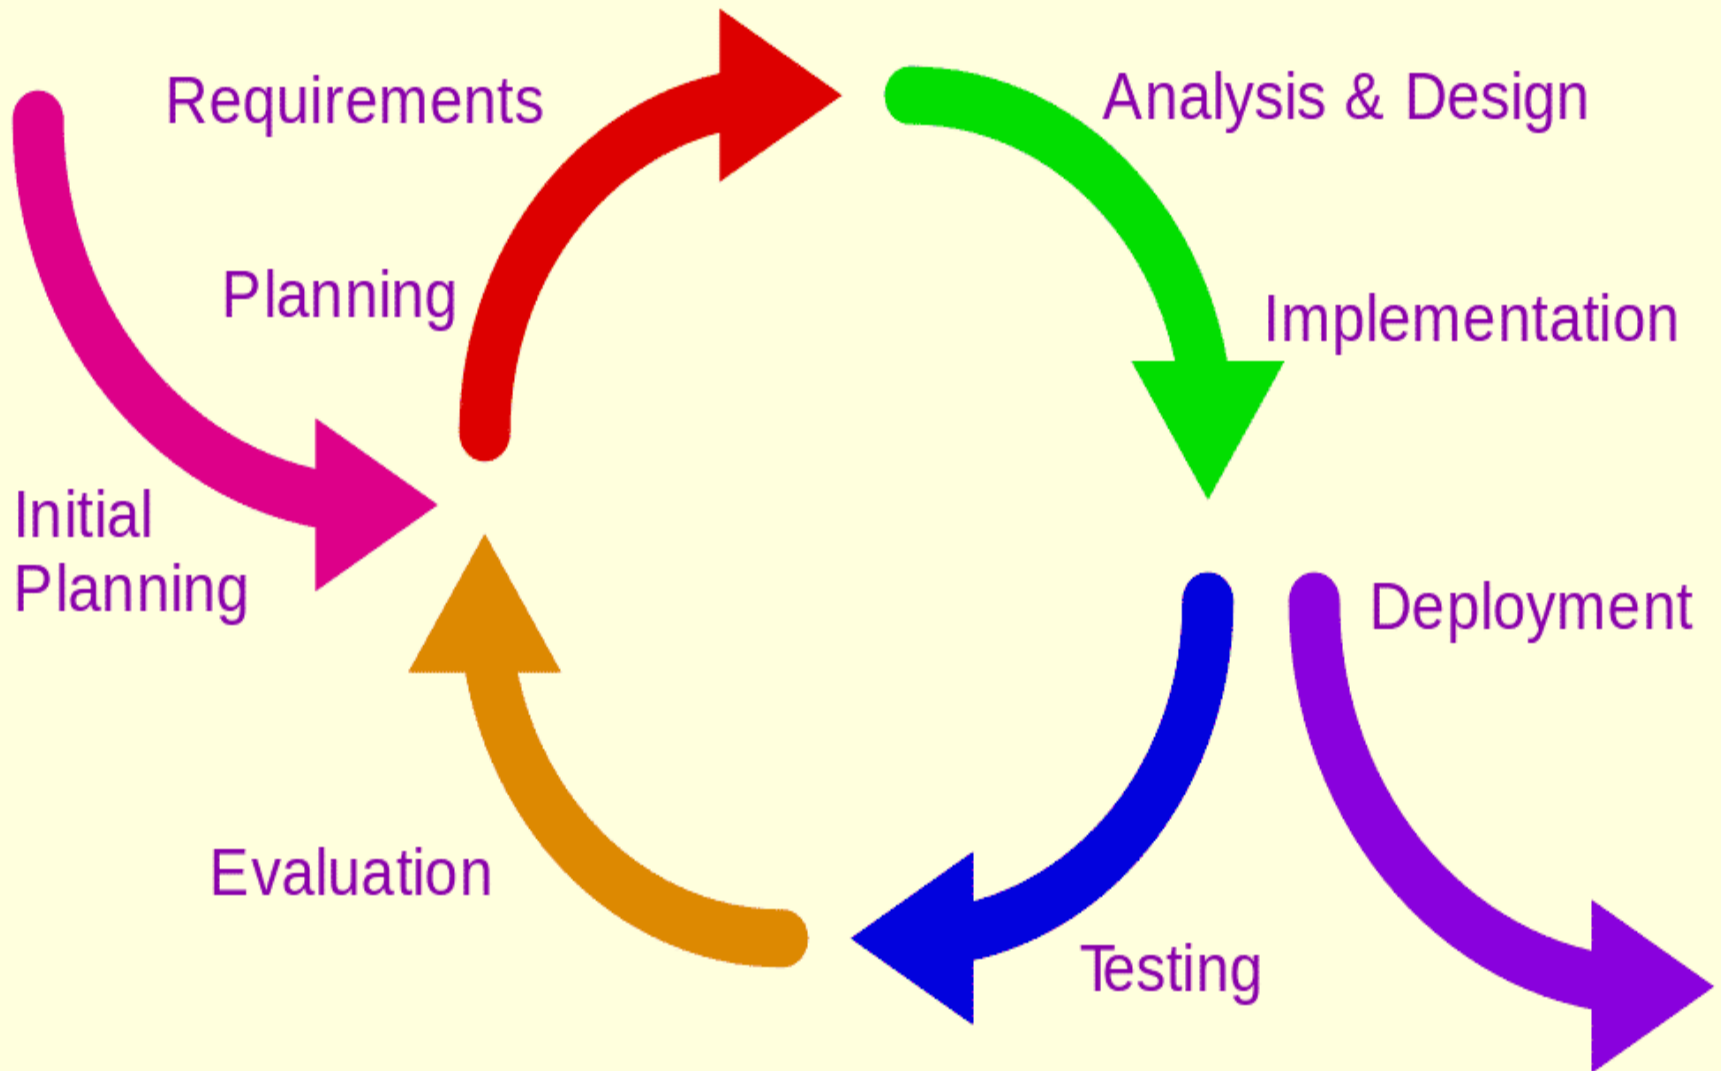 Requirements
Analysis & Design
Planning
Implementation
Initial
Planning
Deployment
Evaluation
Testing